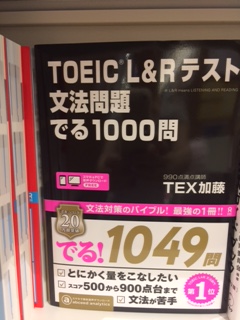 TOEIC L&Rテスト
文法問題
でる1000問
990点満点講師
TEX加藤
文法対策のバイブル！最強の1冊!!
20
でる! 1049問
✓とにかく量をこなしたい
✓スコア500から900点台まで
✓文法が苦手
第1位